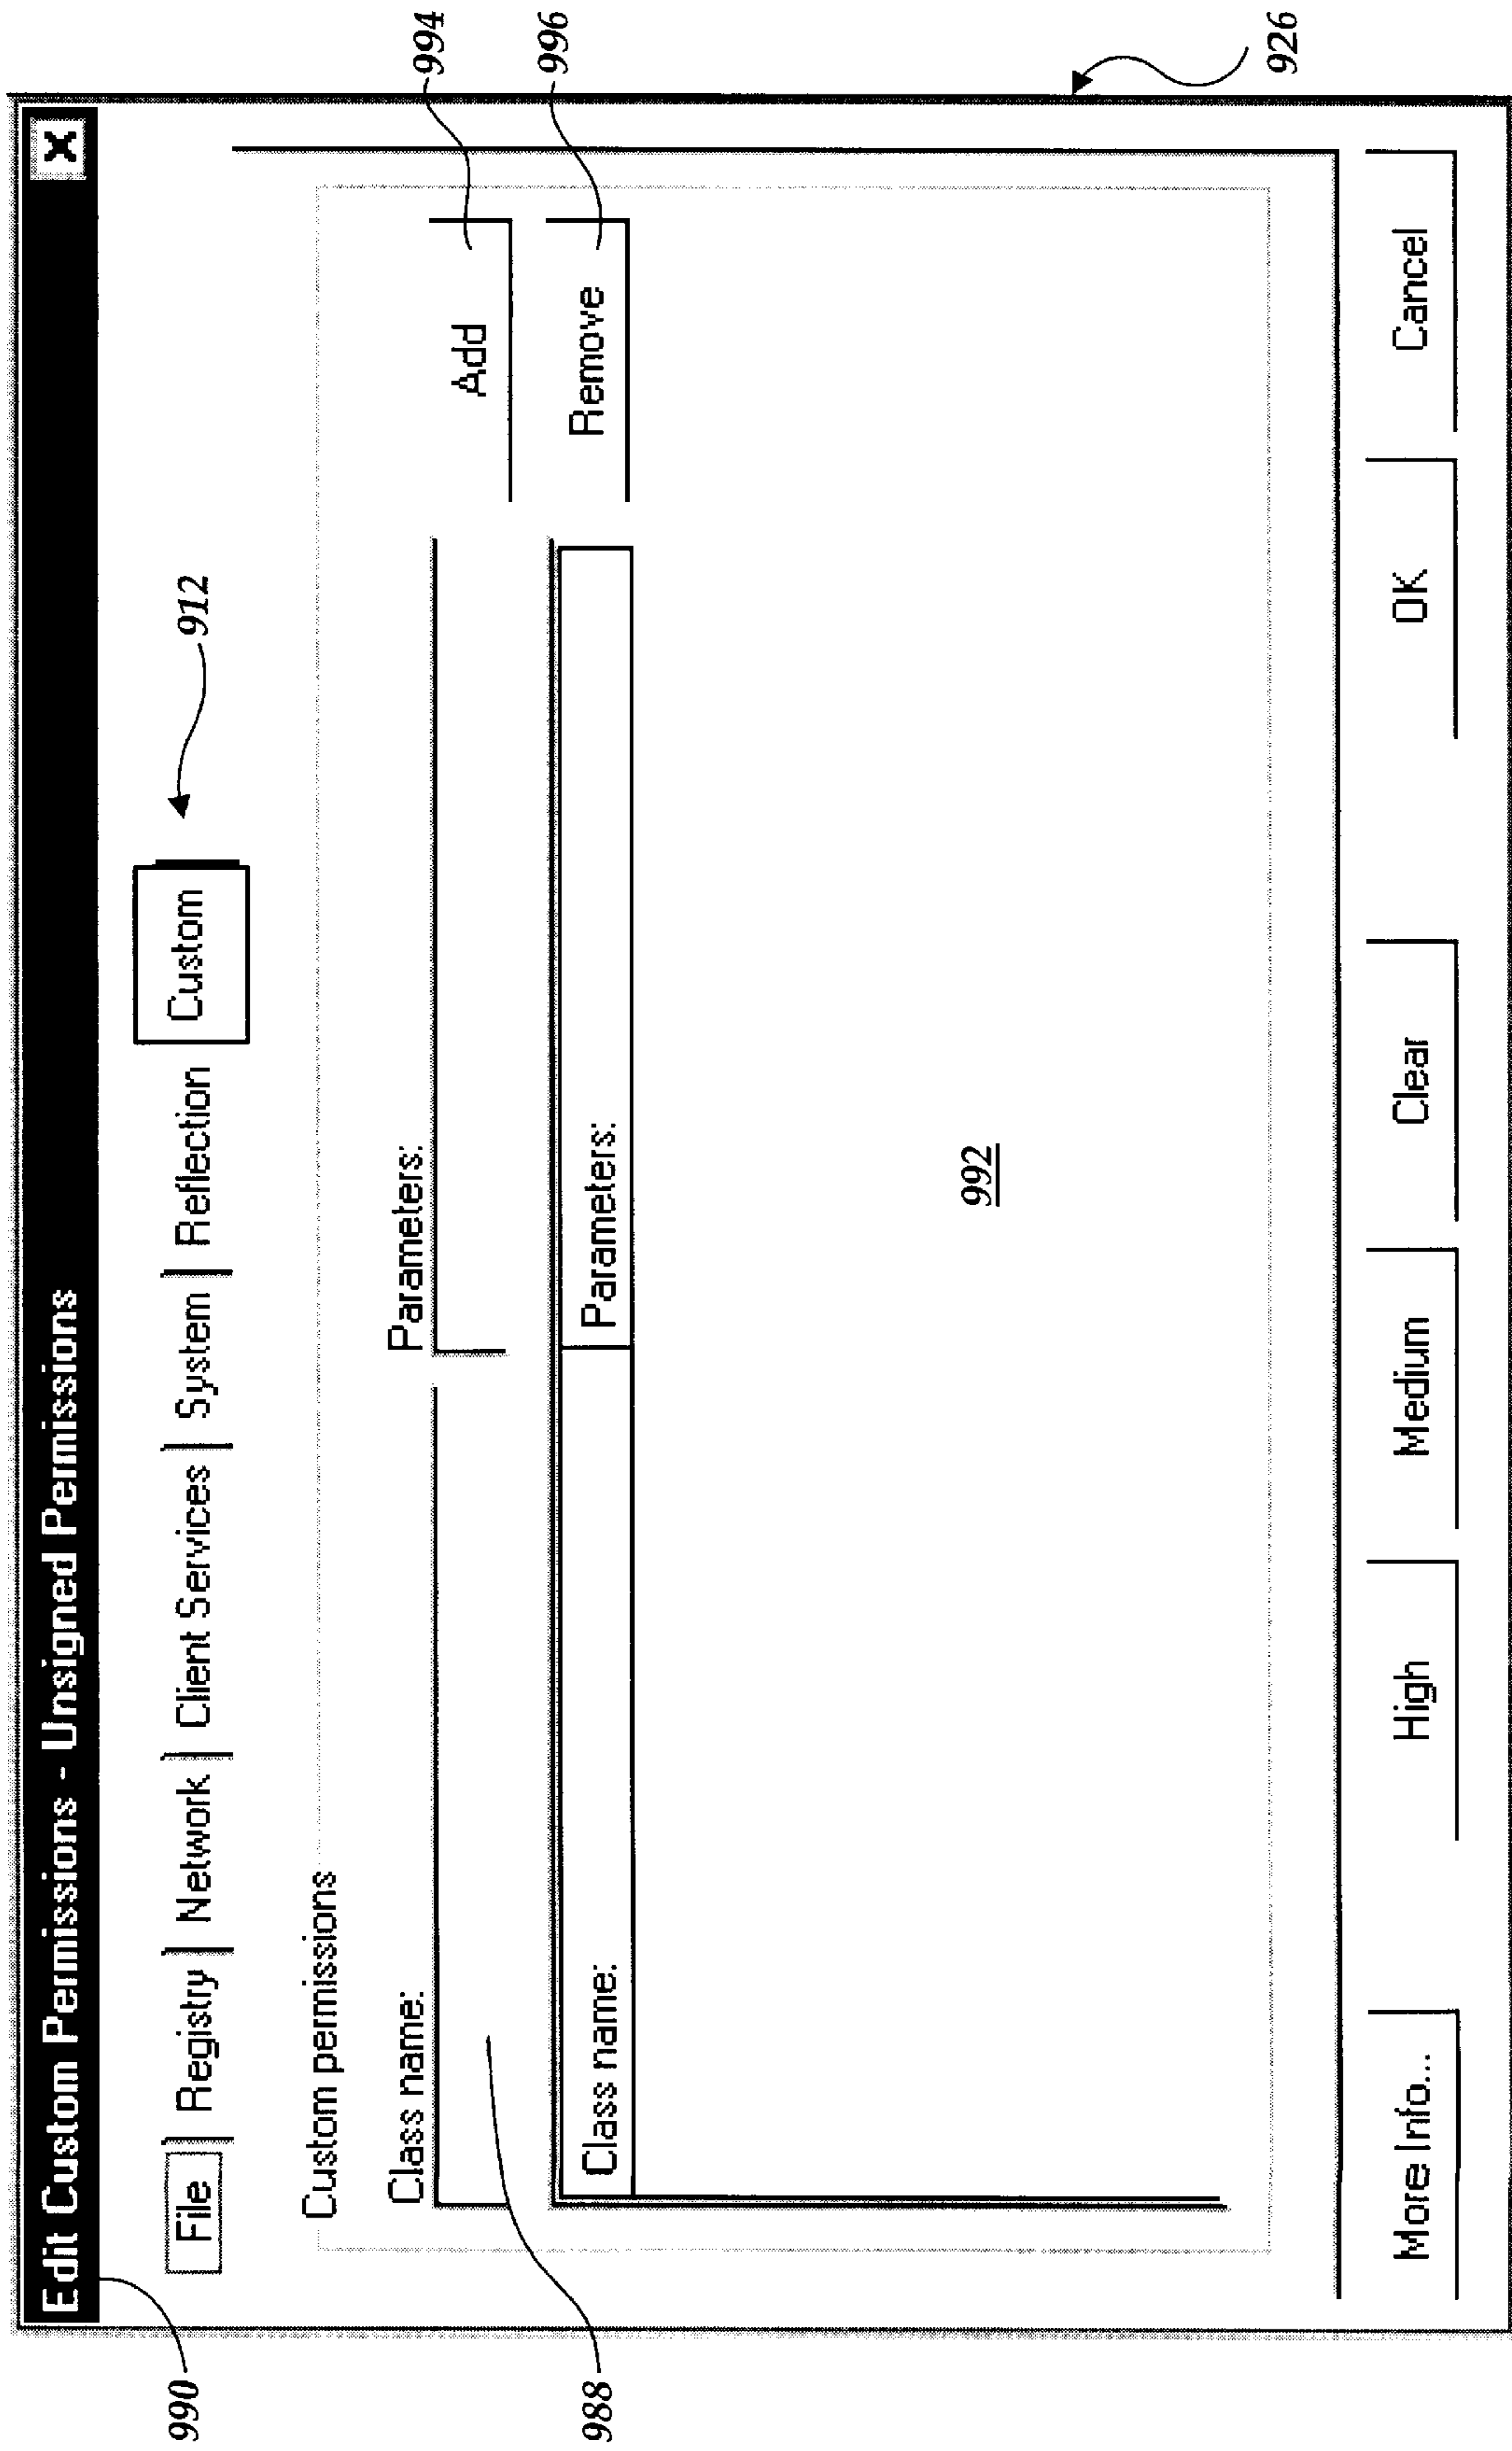 Edit Custom Permissions - Unsigned Permissions
X
990
File | Registry | Network | Client Services | System | Reflection Custom
912
Custom permissions
Class name: Parameters:
Add
994
988
Class name: Parameters:
Remove
996
992
926
More Info... High Medium Clear OK Cancel